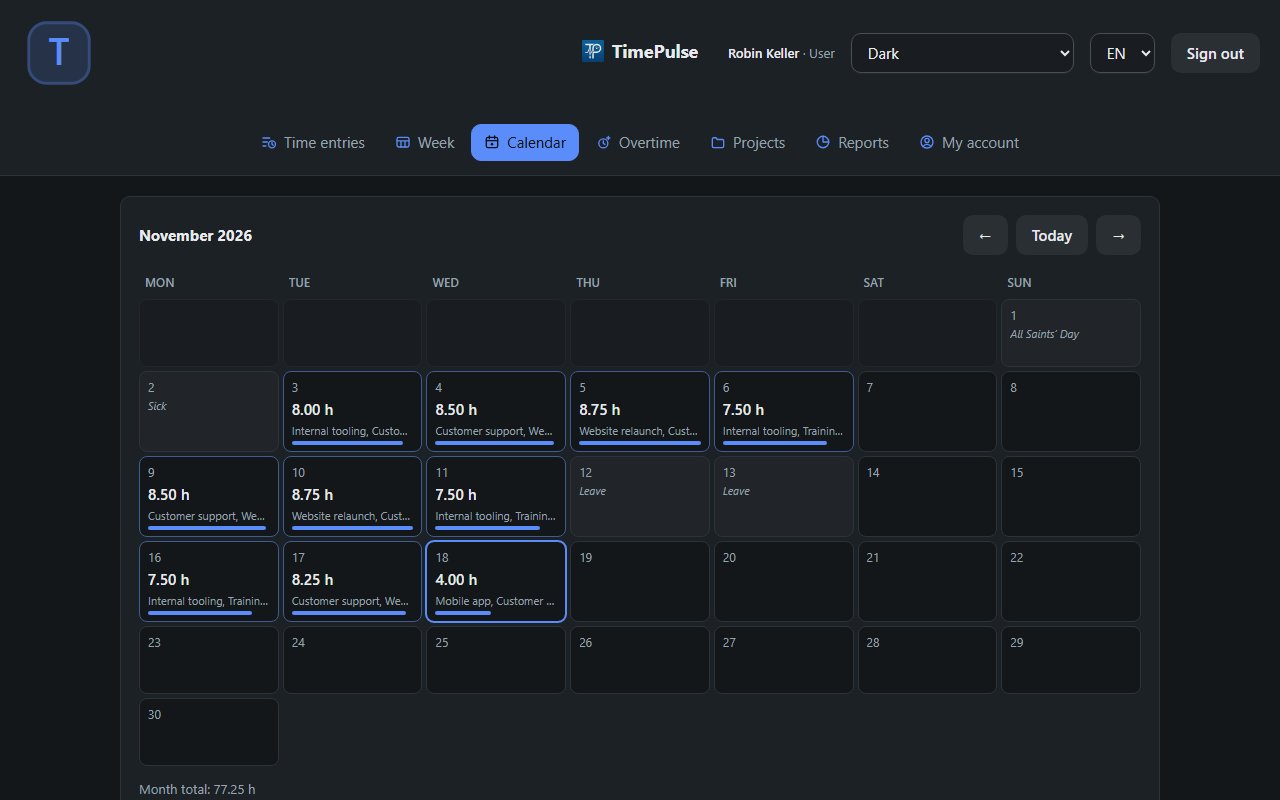 T
TimePulse
Robin Keller · User
Dark
EN
Sign out
Time entries
Week
Calendar
Overtime
Projects
Reports
My account
November 2026
←
Today
→
MON TUE WED THU FRI SAT SUN
1
All Saints' Day
2
Sick
3
8.00 h
Internal tooling, Custo...
4
8.50 h
Customer support, We...
5
8.75 h
Website relaunch, Cust...
6
7.50 h
Internal tooling, Trainin...
7
8
9
8.50 h
Customer support, We...
10
8.75 h
Website relaunch, Cust...
11
7.50 h
Internal tooling, Trainin...
12
Leave
13
Leave
14
15
16
7.50 h
Internal tooling, Trainin...
17
8.25 h
Customer support, We...
18
4.00 h
Mobile app, Customer ...
19
20
21
22
23
24
25
26
27
28
29
30
Month total: 77.25 h